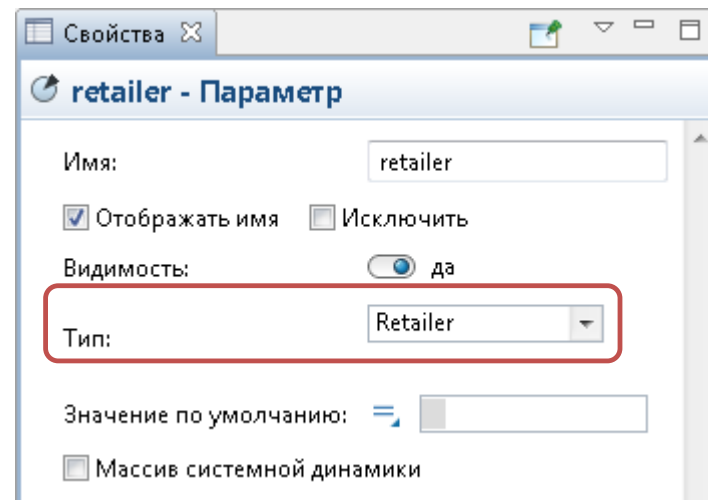 Свойства
retailer - Параметр
Имя: retailer
Отображать имя Исключить
Видимость: да
Тип: Retailer
Значение по умолчанию:
Массив системной динамики